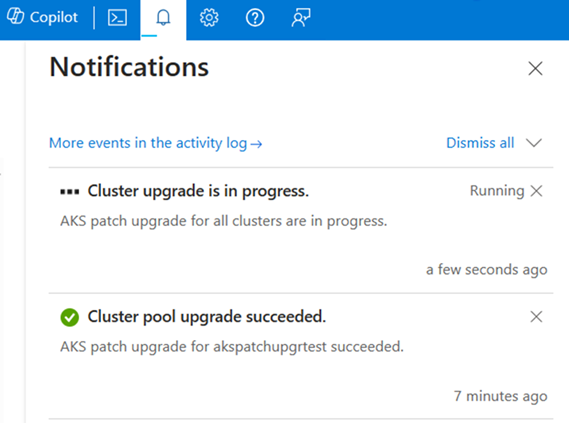 Copilot
Notifications
More events in the activity log→
Dismiss all
Cluster upgrade is in progress.
Running
AKS patch upgrade for all clusters are in progress.
a few seconds ago
Cluster pool upgrade succeeded.
AKS patch upgrade for akspatchupgrtest succeeded.
7 minutes ago